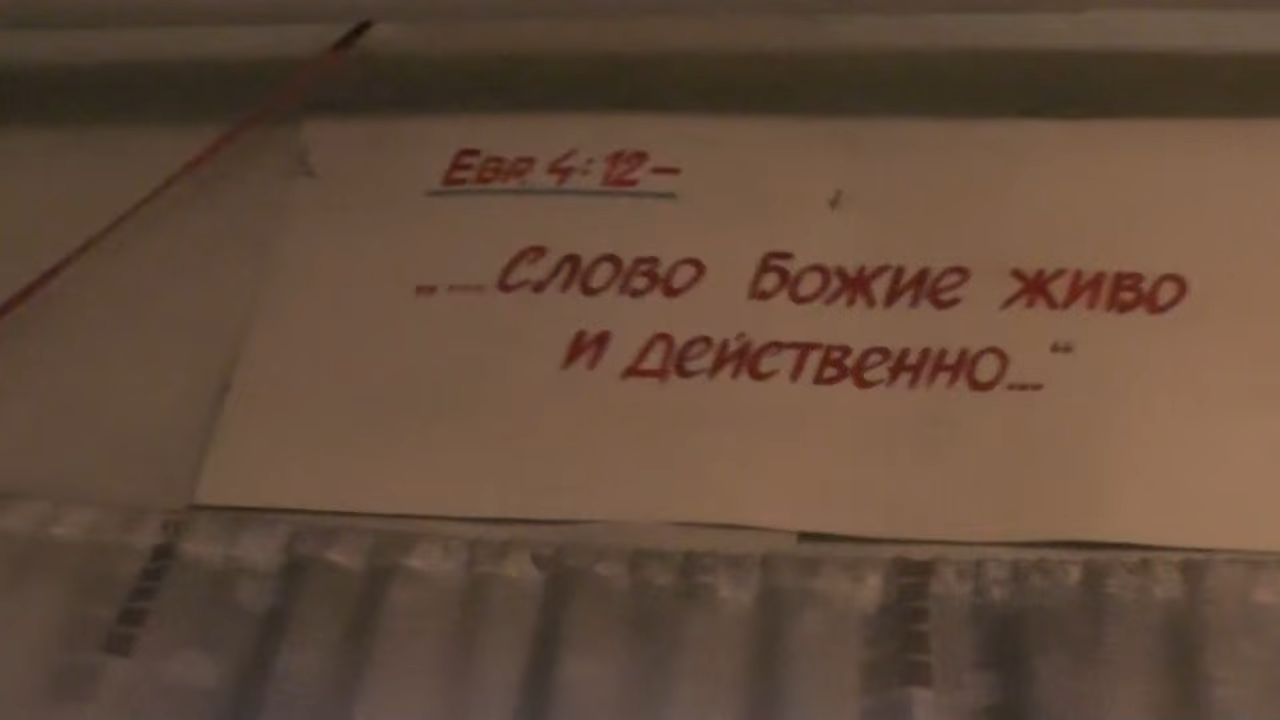 Евр. 4:12–
„...Слово Божие живо
и действенно..."